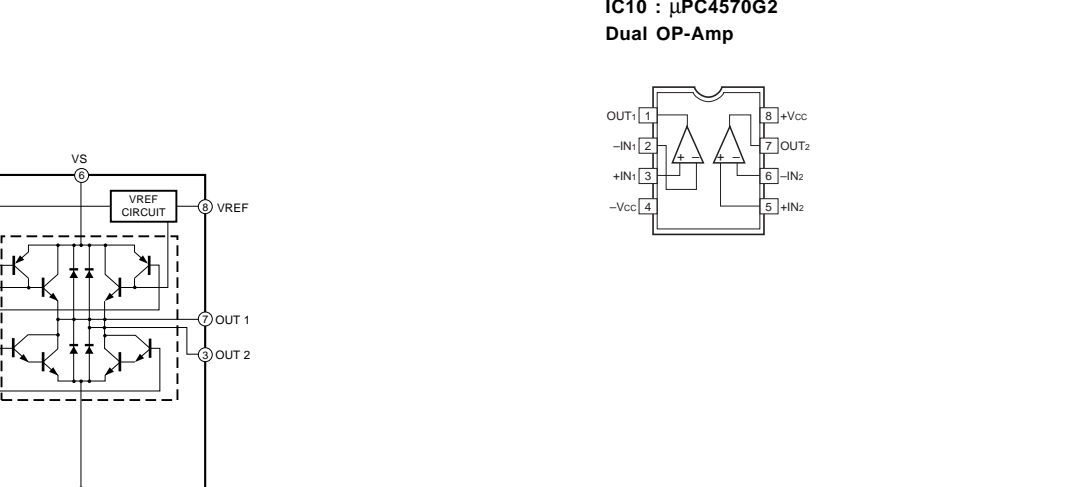 IC10 : µPC4570G2
Dual OP-Amp
OUT1 1
–IN1 2
+IN1 3
–VCC 4
8 +VCC
7 OUT2
6 –IN2
5 +IN2
+ –
+ –
VS
6
VREF
CIRCUIT
8 VREF
7 OUT 1
3 OUT 2